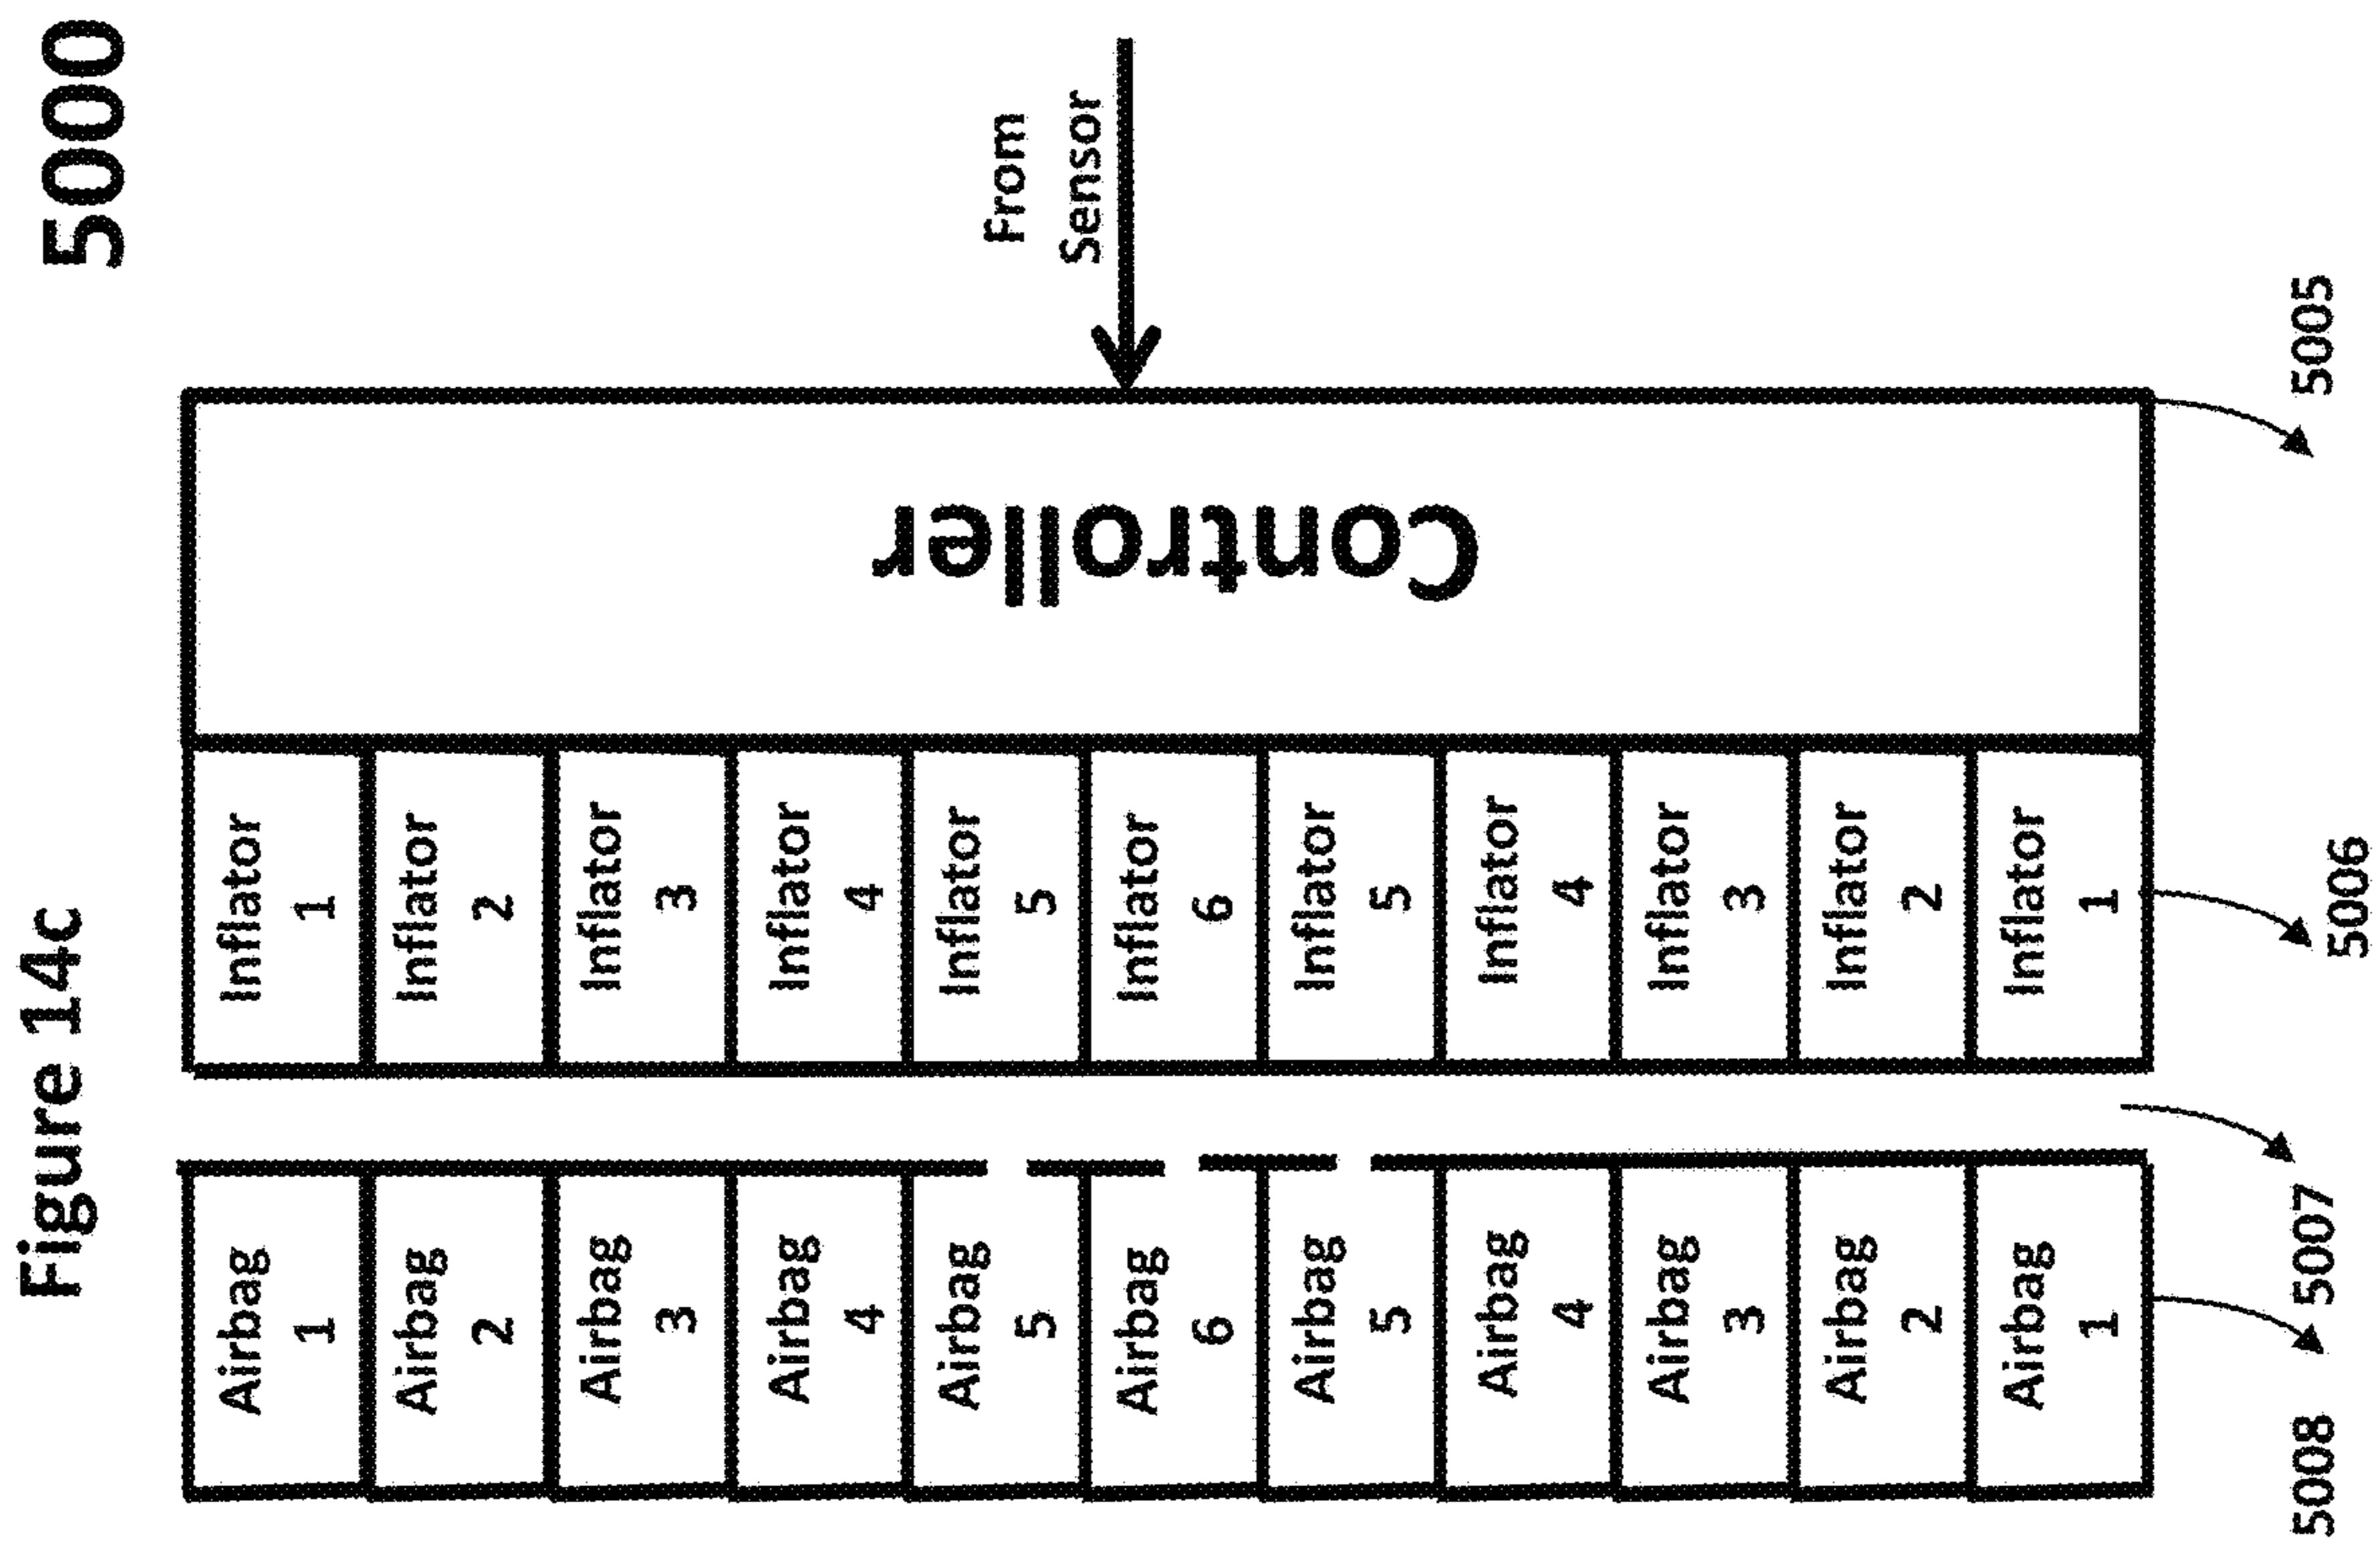 Figure 14c
5000
Airbag
1
Inflator
1
Airbag
2
Inflator
2
Airbag
3
Inflator
3
Airbag
4
Inflator
4
Airbag
5
Inflator
5
Airbag
6
Inflator
6
Airbag
5
Inflator
5
Airbag
4
Inflator
4
Airbag
3
Inflator
3
Airbag
2
Inflator
2
Airbag
1
Inflator
1
Controller
From
Sensor
5008
5007
5006
5005